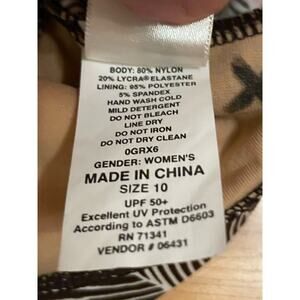 BODY: 80% NYLON
20% LYCRA® ELASTANE
LINING: 95% POLYESTER
5% SPANDEX
HAND WASH COLD
MILD DETERGENT
DO NOT BLEACH
LINE DRY
DO NOT IRON
DO NOT DRY CLEAN
0GRX6
GENDER: WOMEN'S
MADE IN CHINA
SIZE 10
UPF 50+
Excellent UV Protection
According to ASTM D6603
RN 71341
VENDOR # 06431